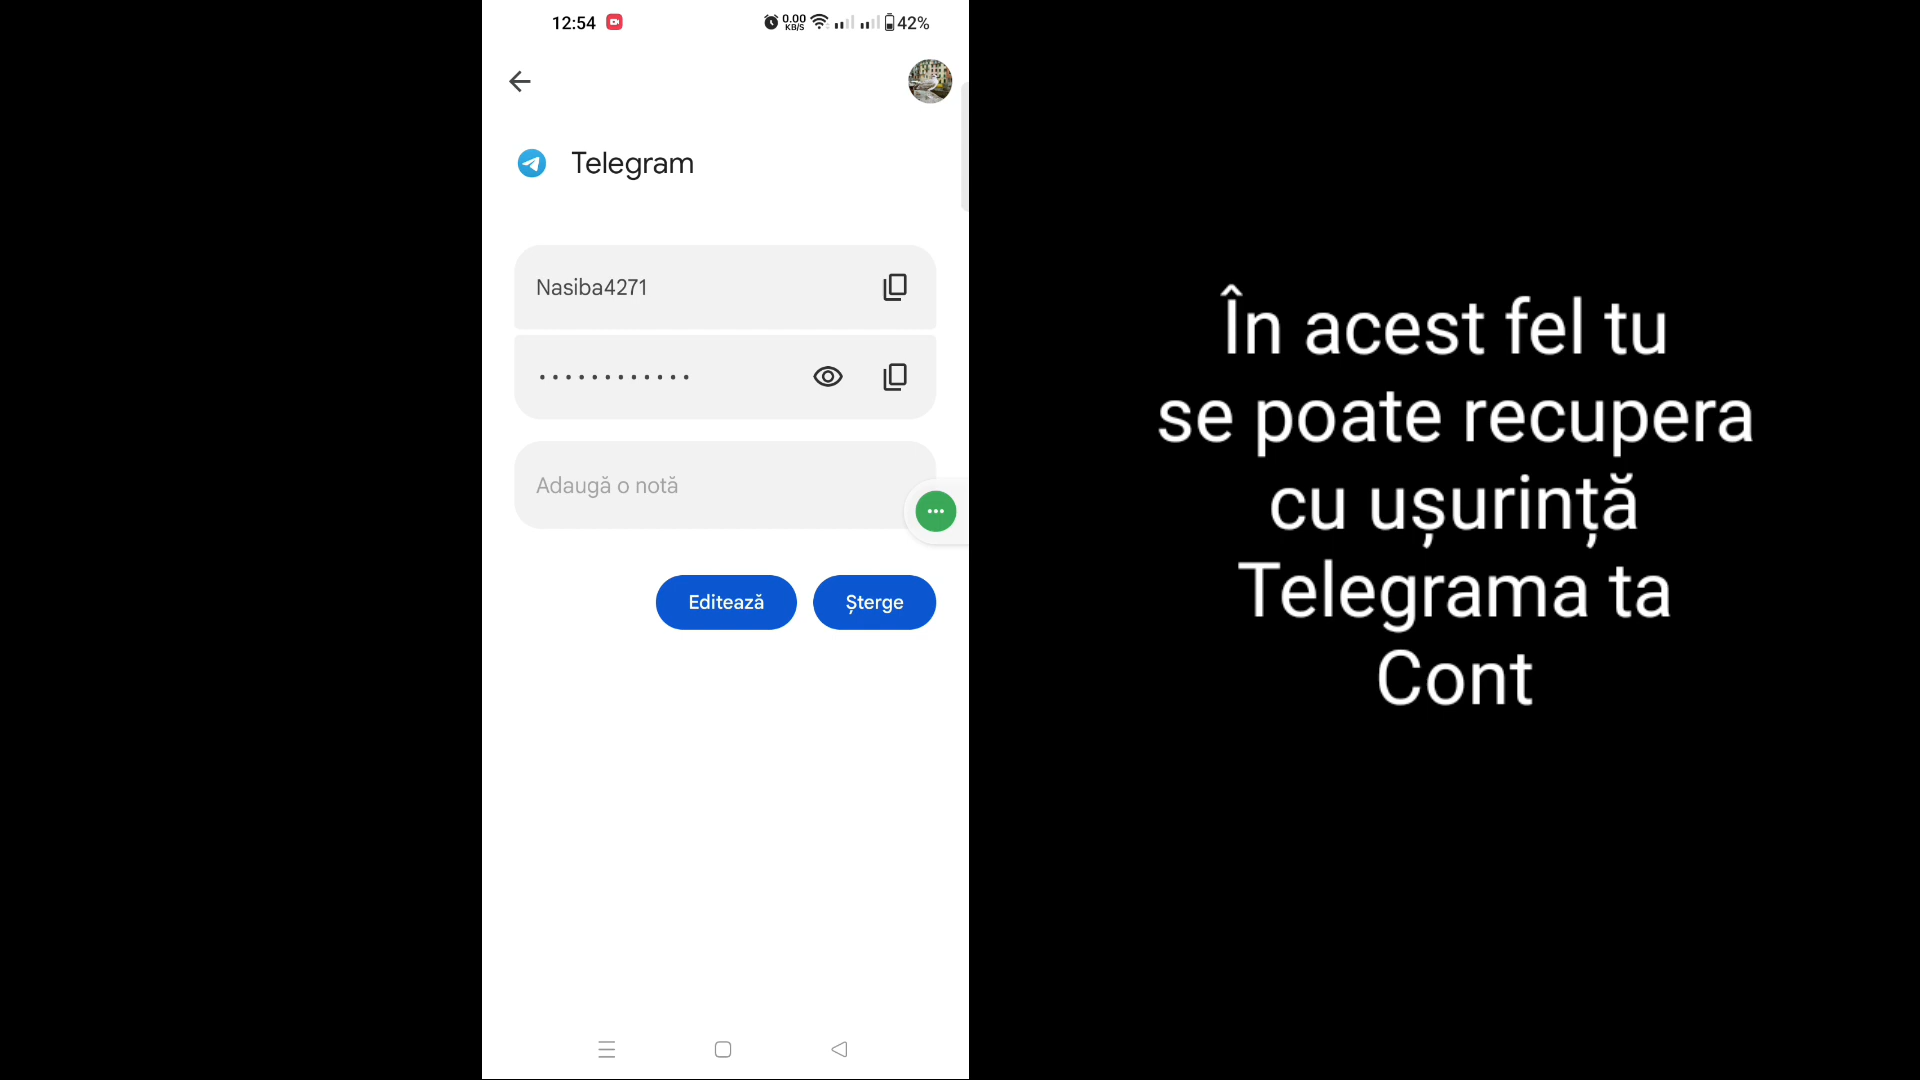 12:54
0.00
KB/S
42%
Telegram
Nasiba4271
Adaugă o notă
Editează
Șterge
În acest fel tu
se poate recupera
cu ușurință
Telegrama ta
Cont